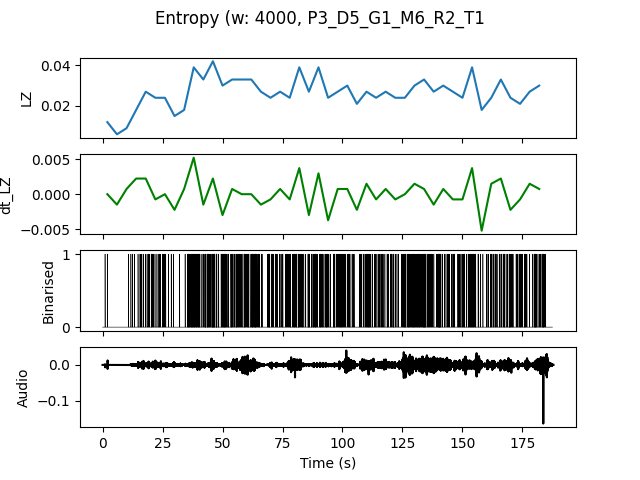 Entropy (w: 4000, P3_D5_G1_M6_R2_T1
0.04
0.02
LZ
0.005
0.000
−0.005
dt_LZ
1
0
Binarised
0.0
−0.1
Audio
0 25 50 75 100 125 150 175
Time (s)